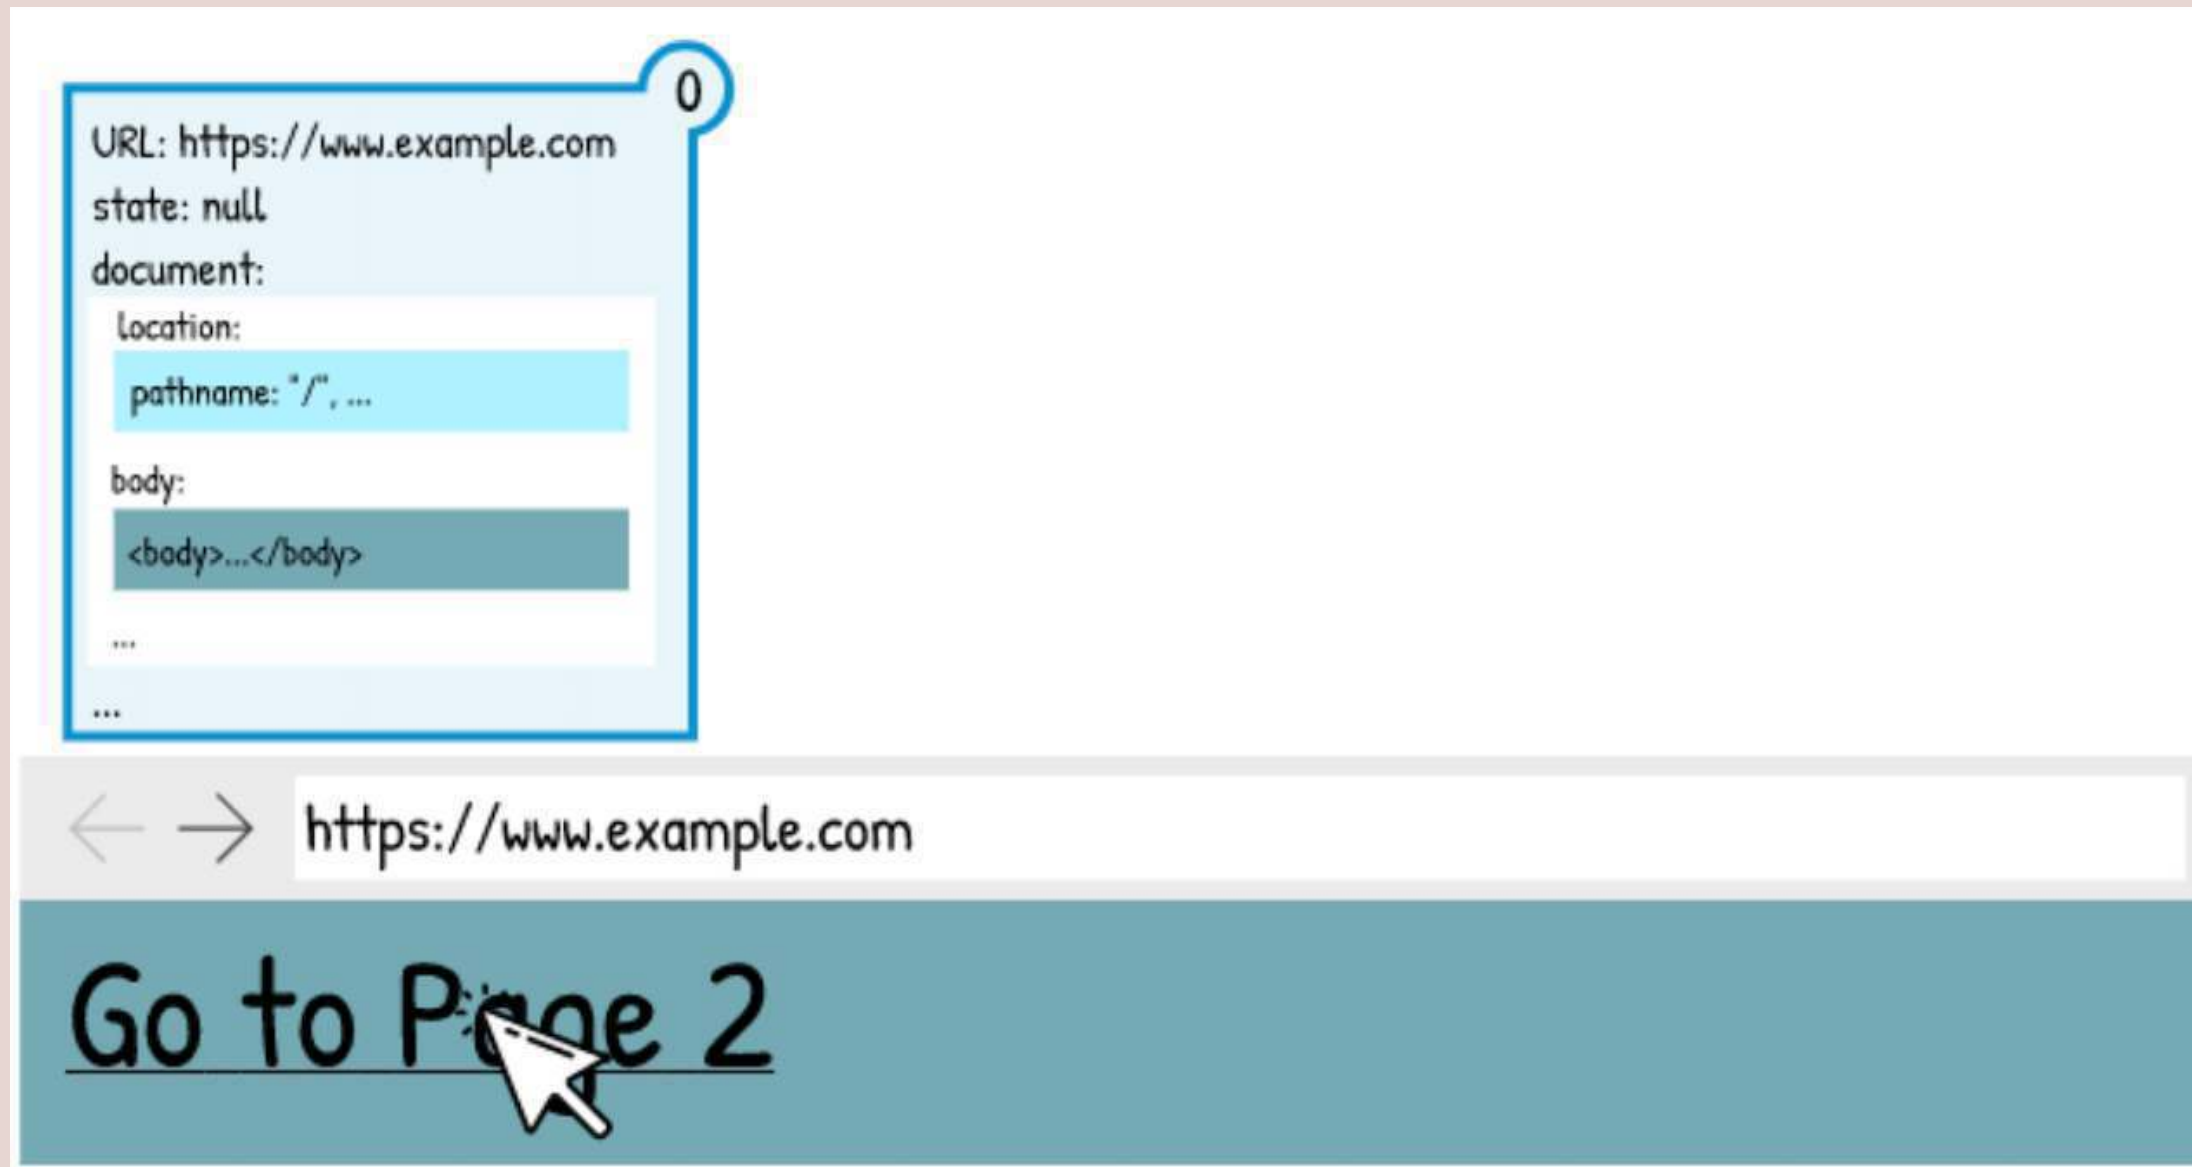 0
URL: https://www.example.com
state: null
document:
location:
pathname: "/", ...
body:
<body>...</body>
...
...
https://www.example.com
Go to Page 2